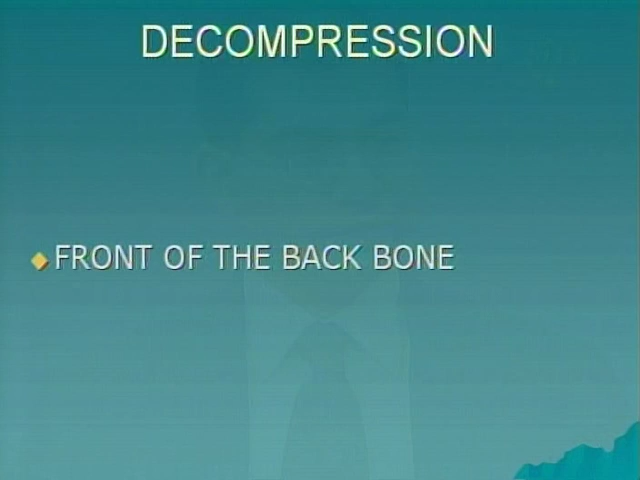 DECOMPRESSION
FRONT OF THE BACK BONE